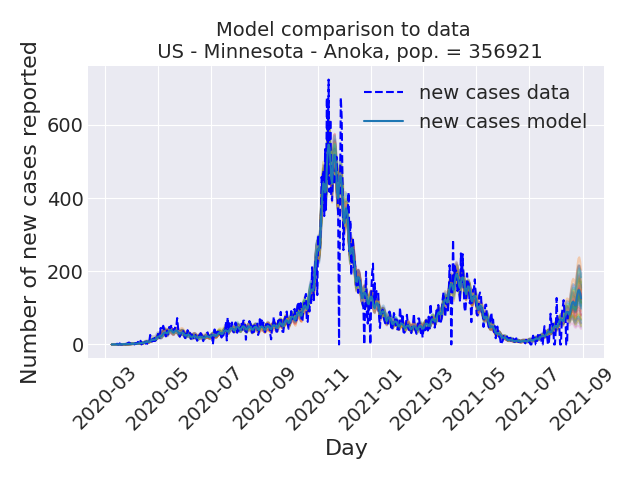 Model comparison to data
US - Minnesota - Anoka, pop. = 356921
Number of new cases reported
600
400
200
0
new cases data
new cases model
2020-03
2020-05
2020-07
2020-09
2020-11
2021-01
2021-03
2021-05
2021-07
2021-09
Day